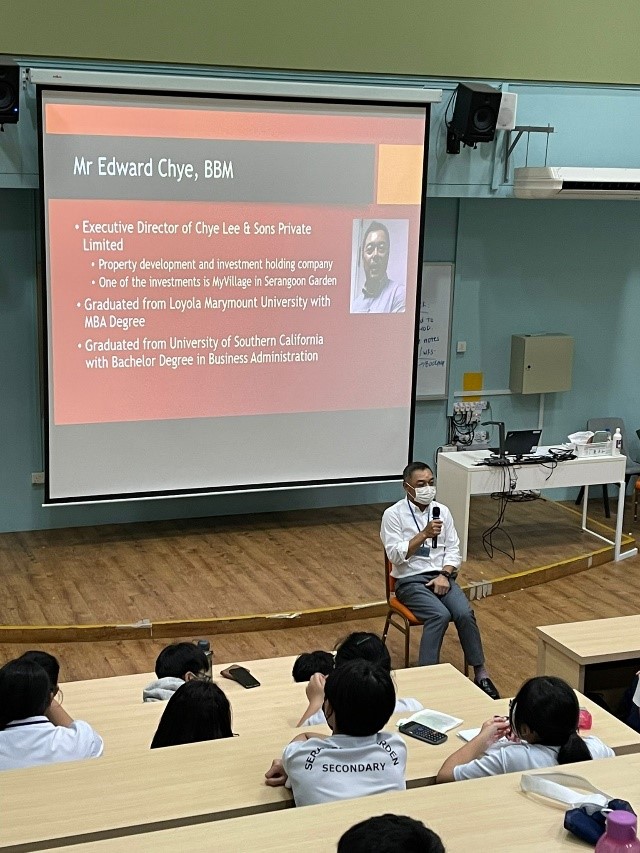 Mr Edward Chye, BBM
• Executive Director of Chye Lee & Sons Private
Limited
• Property development and investment holding company
• One of the investments is MyVillage in Serangoon Garden
• Graduated from Loyola Marymount University with
MBA Degree
• Graduated from University of Southern California
with Bachelor Degree in Business Administration
SECONDARY